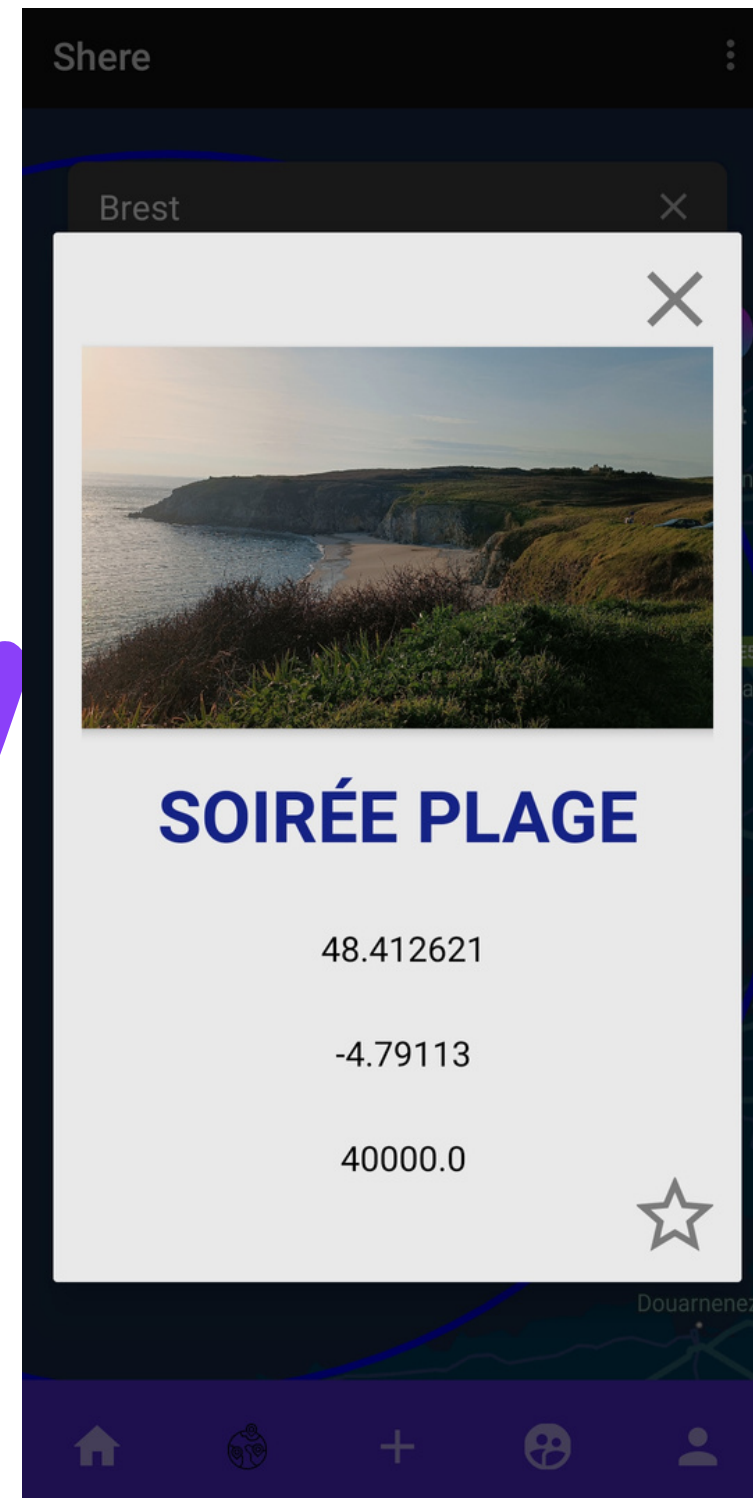 Shere
Brest
SOIRÉE PLAGE
48.412621
-4.79113
40000.0
Douarnenez